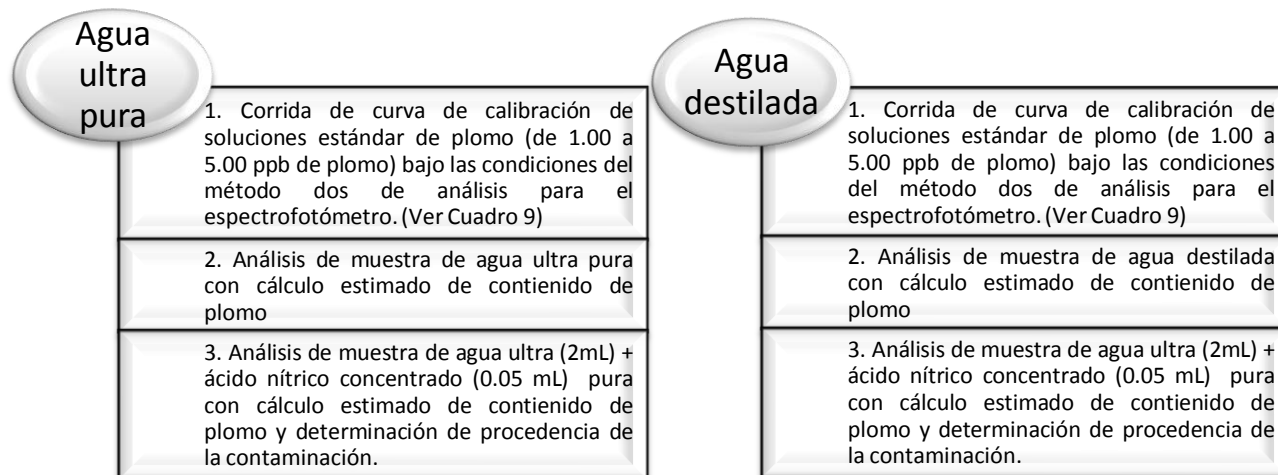 Agua
ultra
pura
1. Corrida de curva de calibración de
soluciones estándar de plomo (de 1.00 a
5.00 ppb de plomo) bajo las condiciones del
método dos de análisis para el
espectrofotómetro. (Ver Cuadro 9)
2. Análisis de muestra de agua ultra pura
con cálculo estimado de contienido de
plomo
3. Análisis de muestra de agua ultra (2mL) +
ácido nítrico concentrado (0.05 mL) pura
con cálculo estimado de contienido de
plomo y determinación de procedencia de
la contaminación.
Agua
destilada
1. Corrida de curva de calibración de
soluciones estándar de plomo (de 1.00 a
5.00 ppb de plomo) bajo las condiciones
del método dos de análisis para el
espectrofotómetro. (Ver Cuadro 9)
2. Análisis de muestra de agua destilada
con cálculo estimado de contienido de
plomo
3. Análisis de muestra de agua ultra (2mL) +
ácido nítrico concentrado (0.05 mL) pura
con cálculo estimado de contienido de
plomo y determinación de procedencia de
la contaminación.